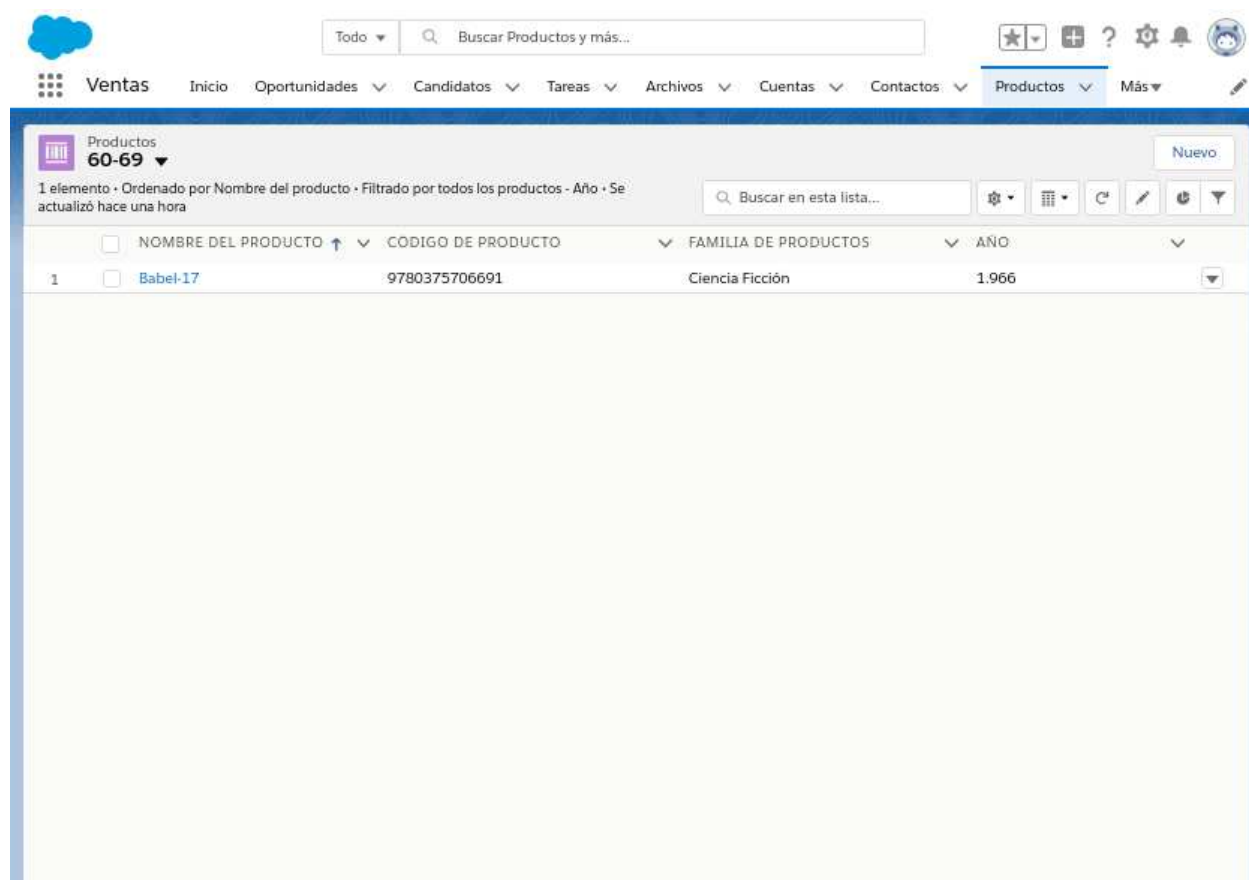 Todo Buscar Productos y más...
Ventas Inicio Oportunidades Candidatos Tareas Archivos Cuentas Contactos Productos Más
Productos
60-69
Nuevo
1 elemento • Ordenado por Nombre del producto • Filtrado por todos los productos - Año • Se
actualizó hace una hora
Buscar en esta lista...
NOMBRE DEL PRODUCTO CÓDIGO DE PRODUCTO FAMILIA DE PRODUCTOS AÑO
1 Babel-17 9780375706691 Ciencia Ficción 1.966